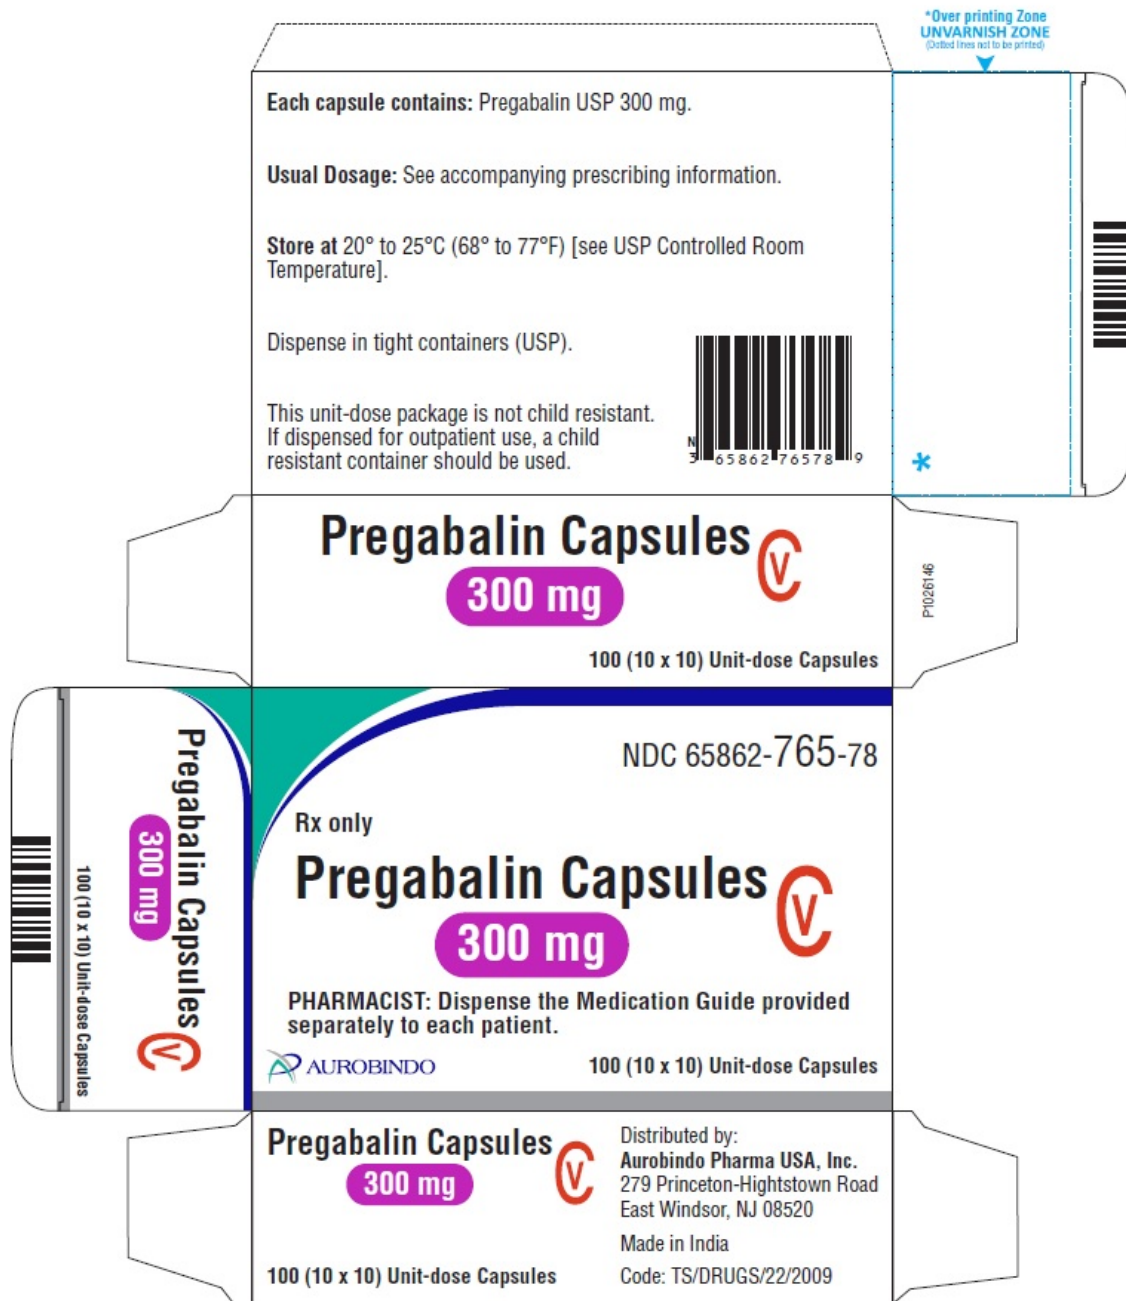 *Over printing Zone
UNVARNISH ZONE
(Dotted lines not to be printed)
Each capsule contains: Pregabalin USP 300 mg.
Usual Dosage: See accompanying prescribing information.
Store at 20° to 25°C (68° to 77°F) [see USP Controlled Room
Temperature].
Dispense in tight containers (USP).
This unit-dose package is not child resistant.
If dispensed for outpatient use, a child
resistant container should be used.
N
3 65862 76578 9
*
Pregabalin Capsules
CV
300 mg
100 (10 x 10) Unit-dose Capsules
P1026146
Pregabalin Capsules
CV
300 mg
100 (10 x 10) Unit-dose Capsules
NDC 65862-765-78
Rx only
Pregabalin Capsules
CV
300 mg
PHARMACIST: Dispense the Medication Guide provided
separately to each patient.
AUROBINDO
100 (10 x 10) Unit-dose Capsules
Pregabalin Capsules
CV
300 mg
100 (10 x 10) Unit-dose Capsules
Distributed by:
Aurobindo Pharma USA, Inc.
279 Princeton-Hightstown Road
East Windsor, NJ 08520
Made in India
Code: TS/DRUGS/22/2009